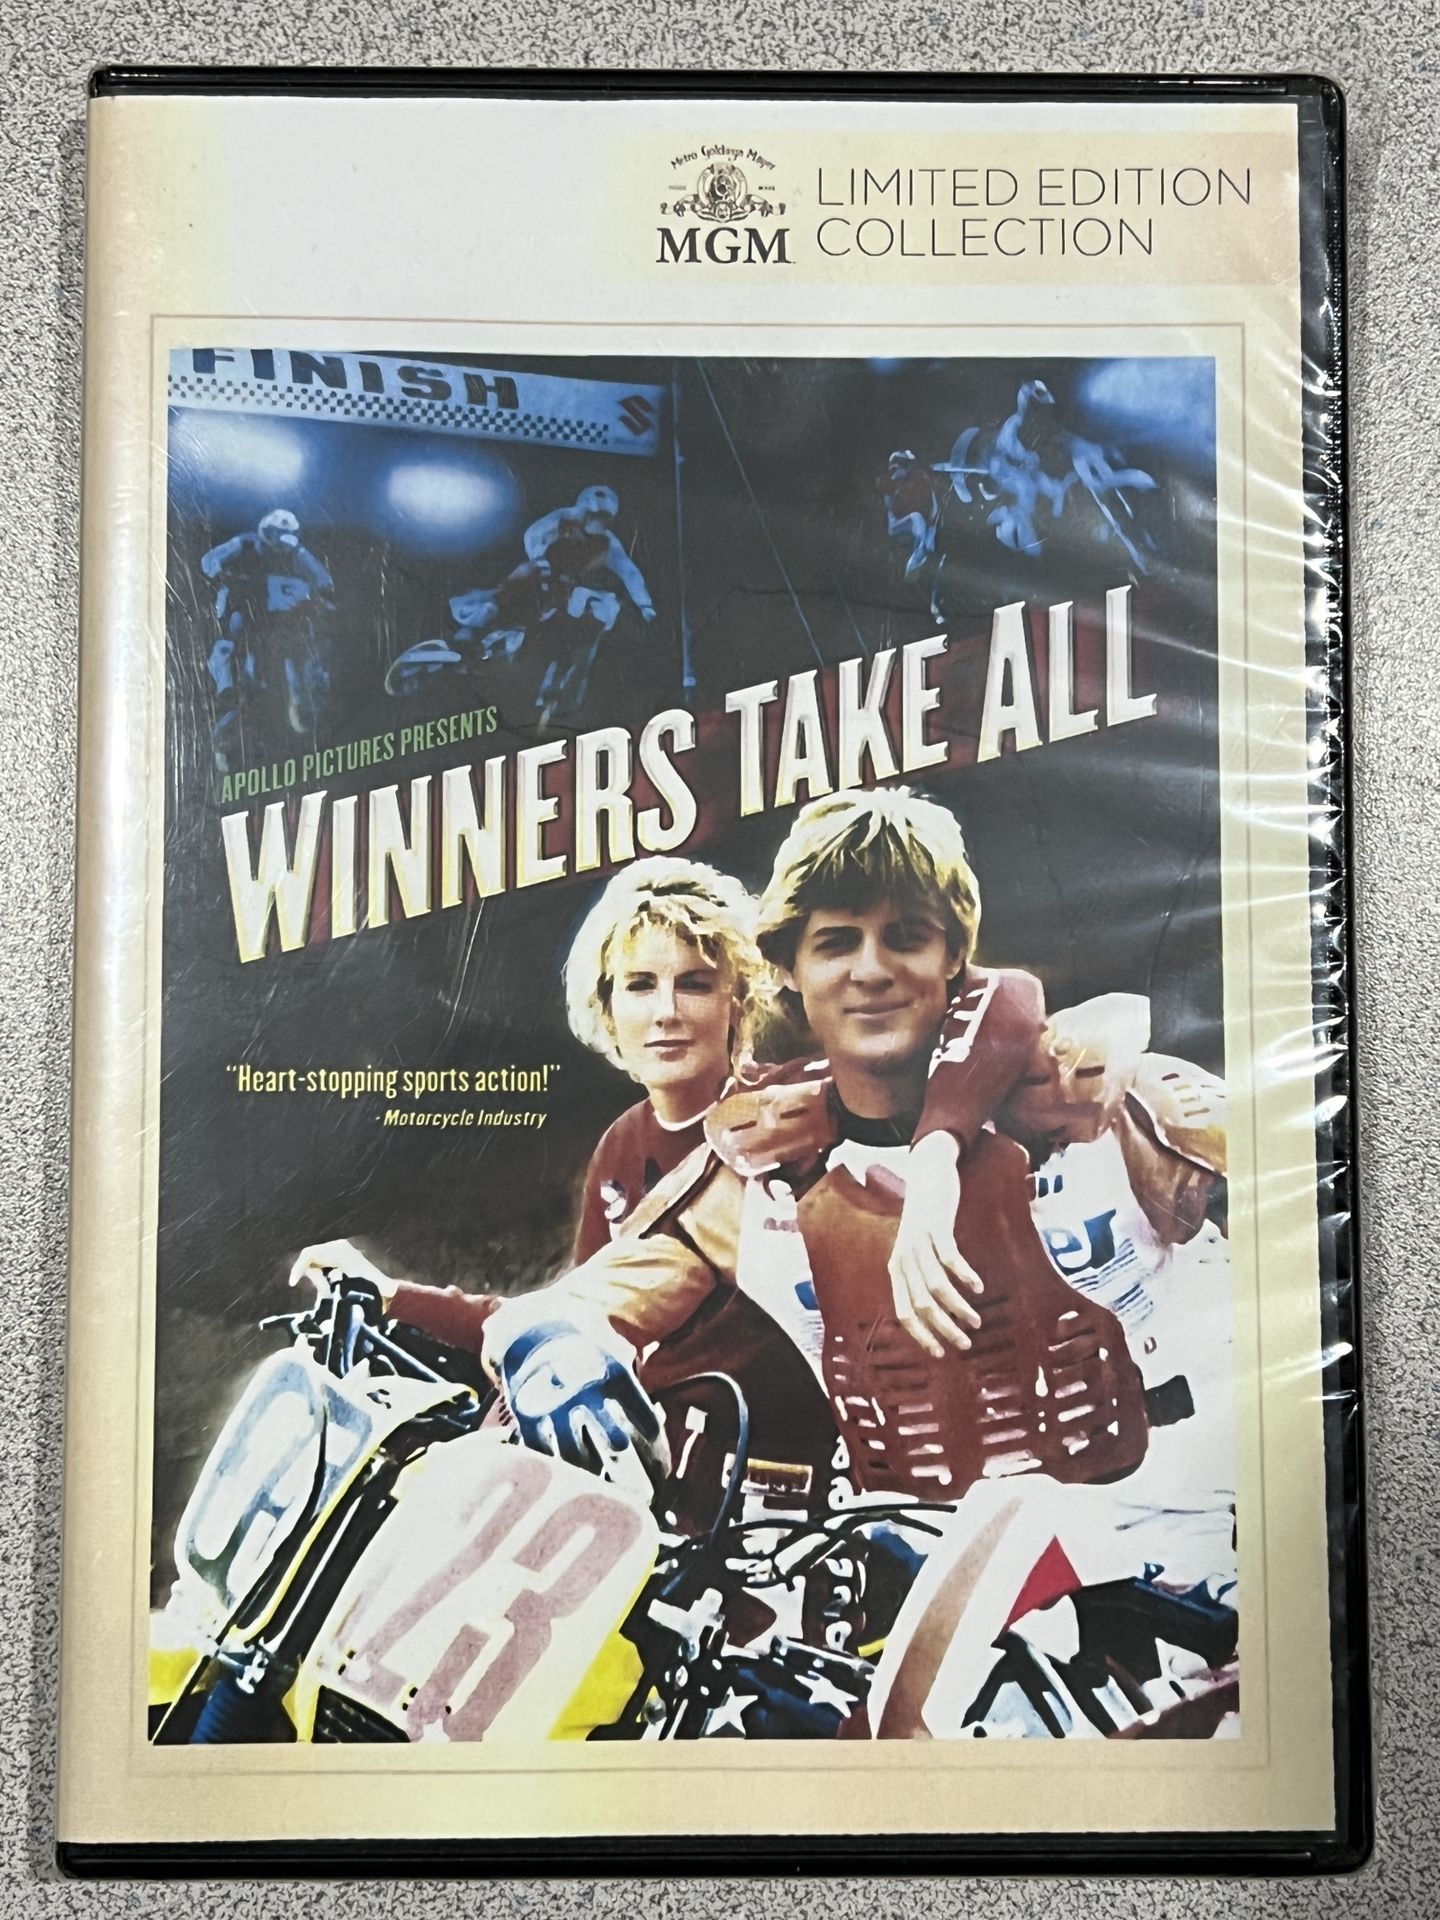 Metro Goldwyn Mayer
MGM
LIMITED EDITION
COLLECTION
FINISH
APOLLO PICTURES PRESENTS
WINNERS TAKE ALL
"Heart-stopping sports action!"
- Motorcycle Industry
23